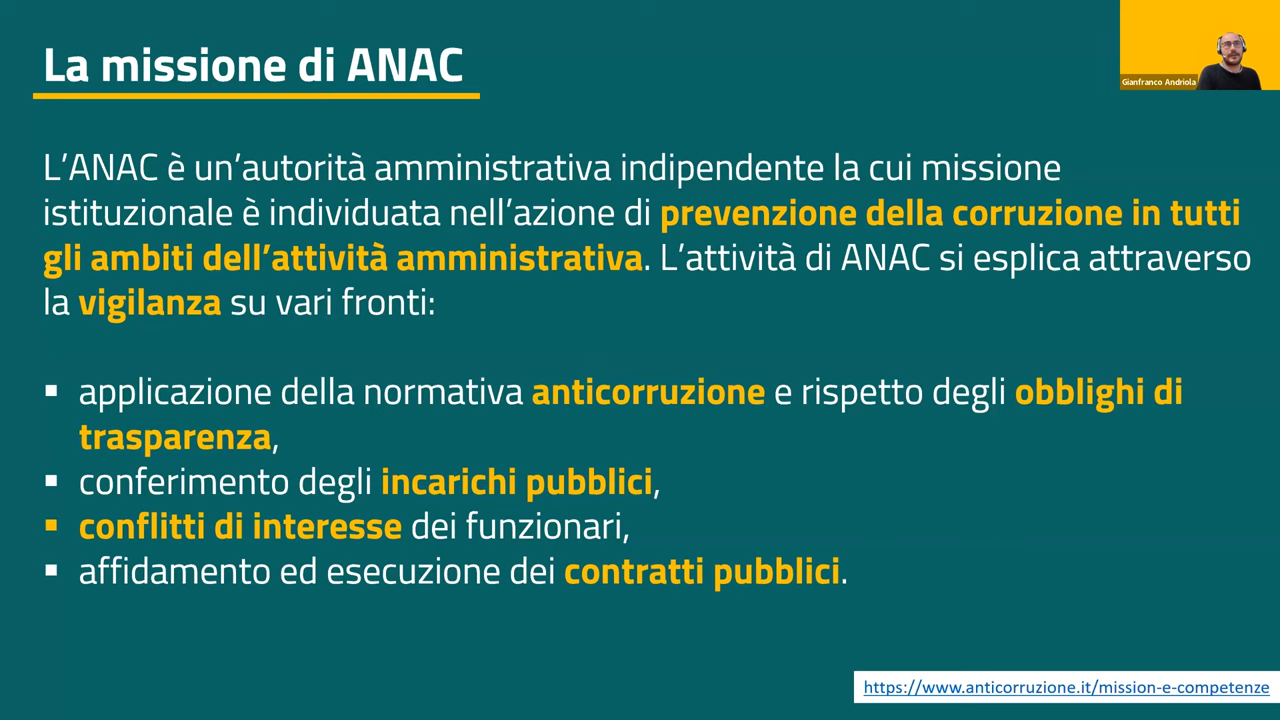 La missione di ANAC
Gianfranco Andriola
L’ANAC è un’autorità amministrativa indipendente la cui missione
istituzionale è individuata nell’azione di prevenzione della corruzione in tutti
gli ambiti dell’attività amministrativa. L’attività di ANAC si esplica attraverso
la vigilanza su vari fronti:
▪ applicazione della normativa anticorruzione e rispetto degli obblighi di
trasparenza,
▪ conferimento degli incarichi pubblici,
▪ conflitti di interesse dei funzionari,
▪ affidamento ed esecuzione dei contratti pubblici.
https://www.anticorruzione.it/mission-e-competenze